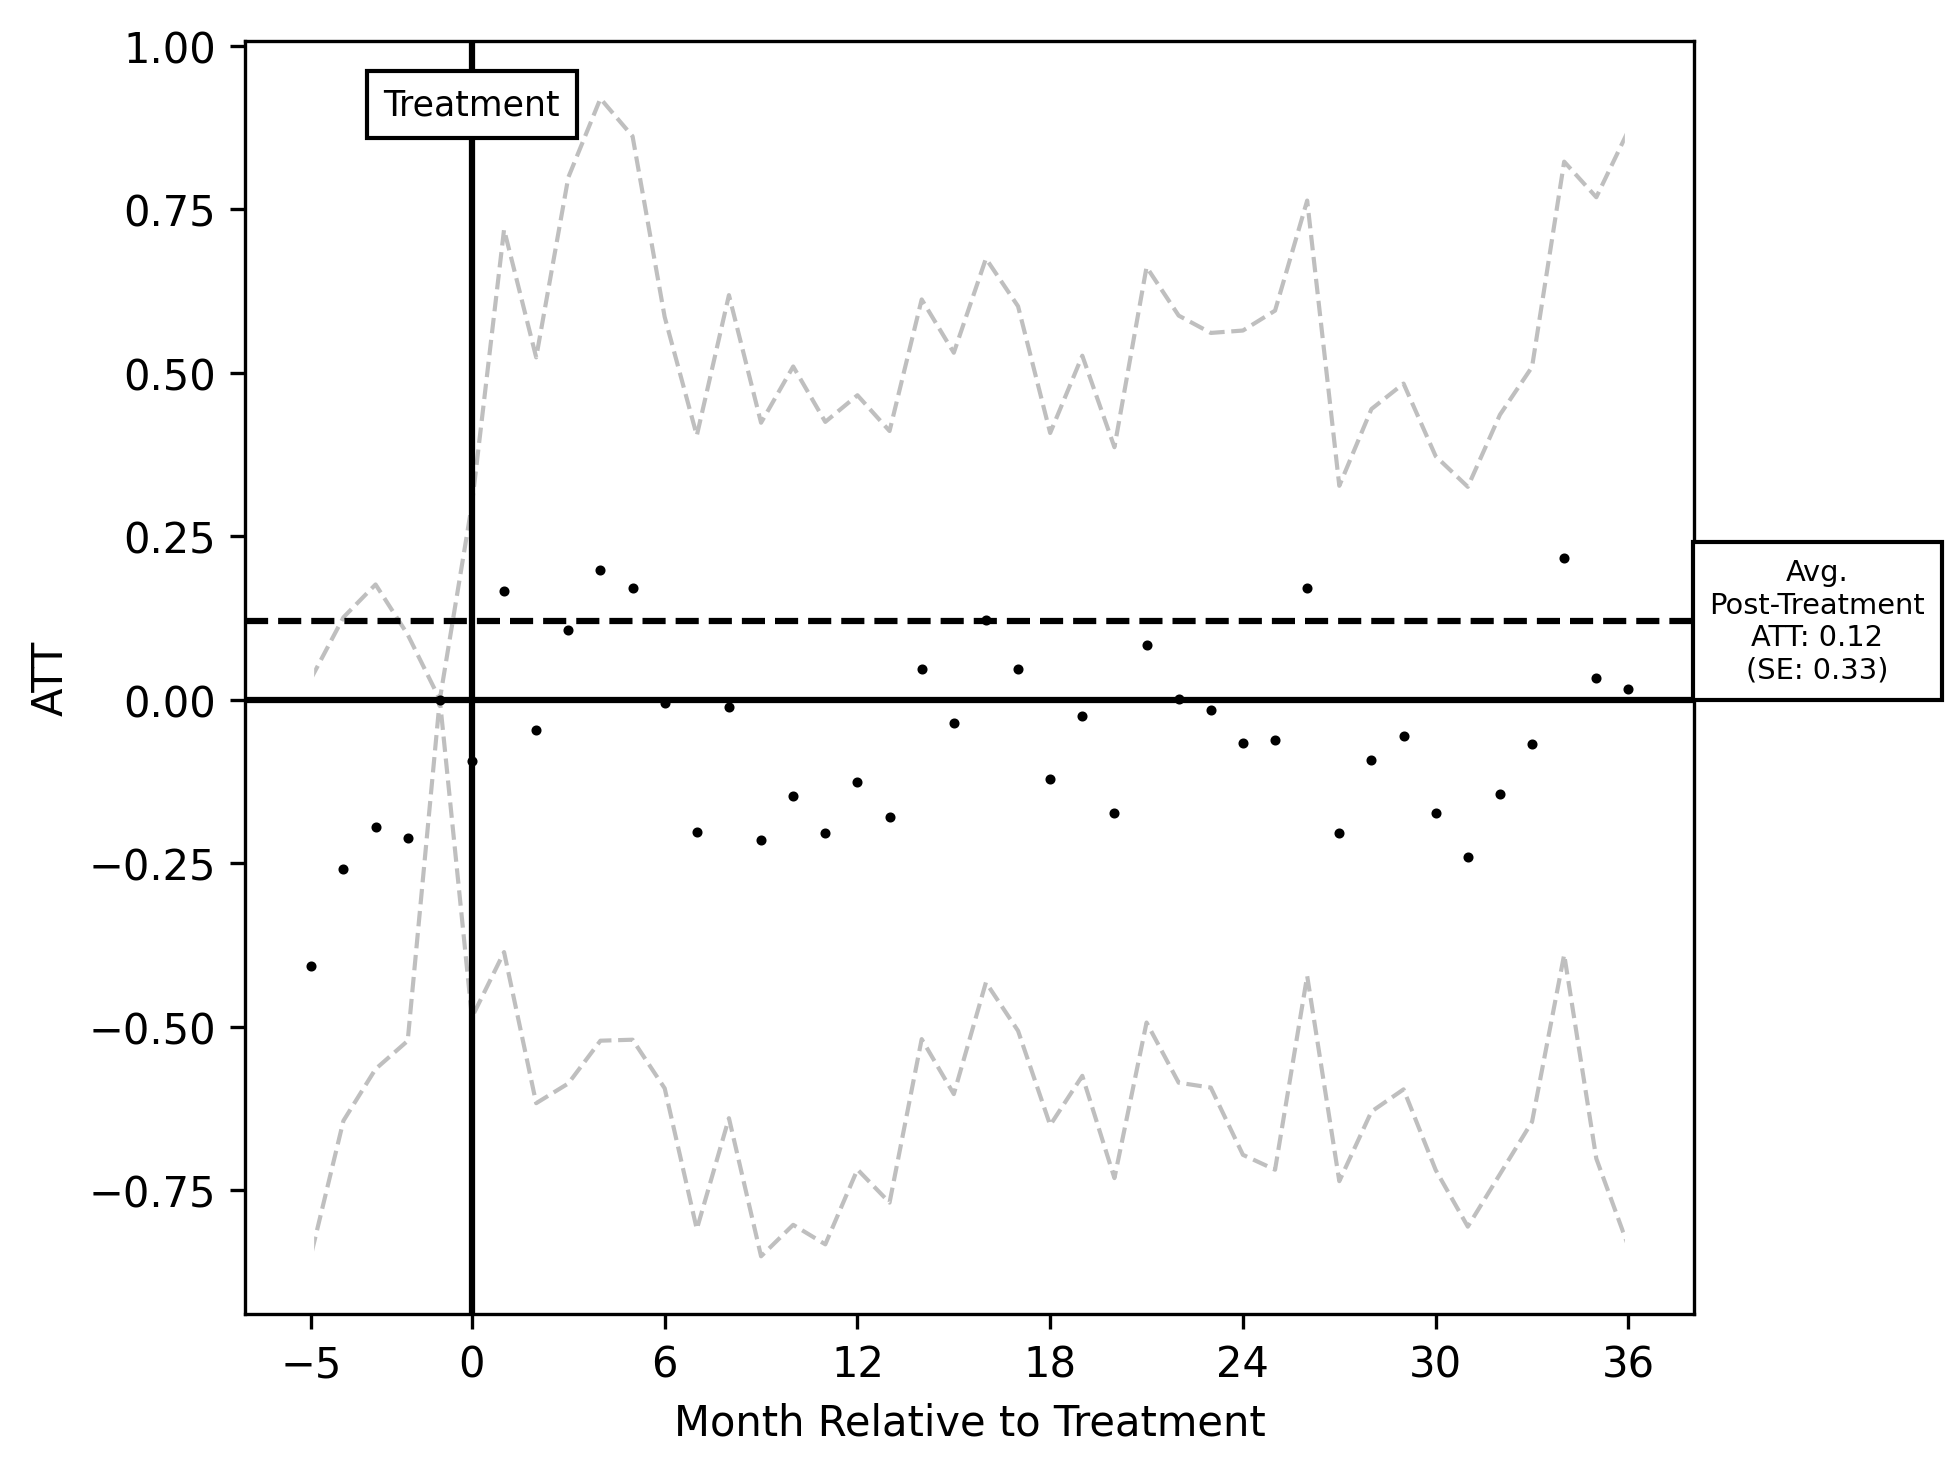 1.00
Treatment
0.75
0.50
0.25
Avg.
Post-Treatment
ATT: 0.12
(SE: 0.33)
ATT
0.00
−0.25
−0.50
−0.75
−5 0 6 12 18 24 30 36
Month Relative to Treatment